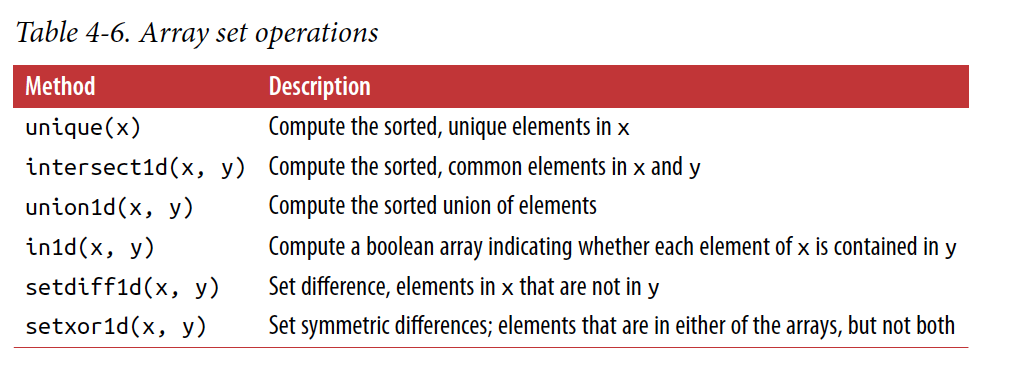 Table 4-6. Array set operations
Method Description
unique(x) Compute the sorted, unique elements in x
intersect1d(x, y) Compute the sorted, common elements in x and y
union1d(x, y) Compute the sorted union of elements
in1d(x, y) Compute a boolean array indicating whether each element of x is contained in y
setdiff1d(x, y) Set difference, elements in x that are not in y
setxor1d(x, y) Set symmetric differences; elements that are in either of the arrays, but not both